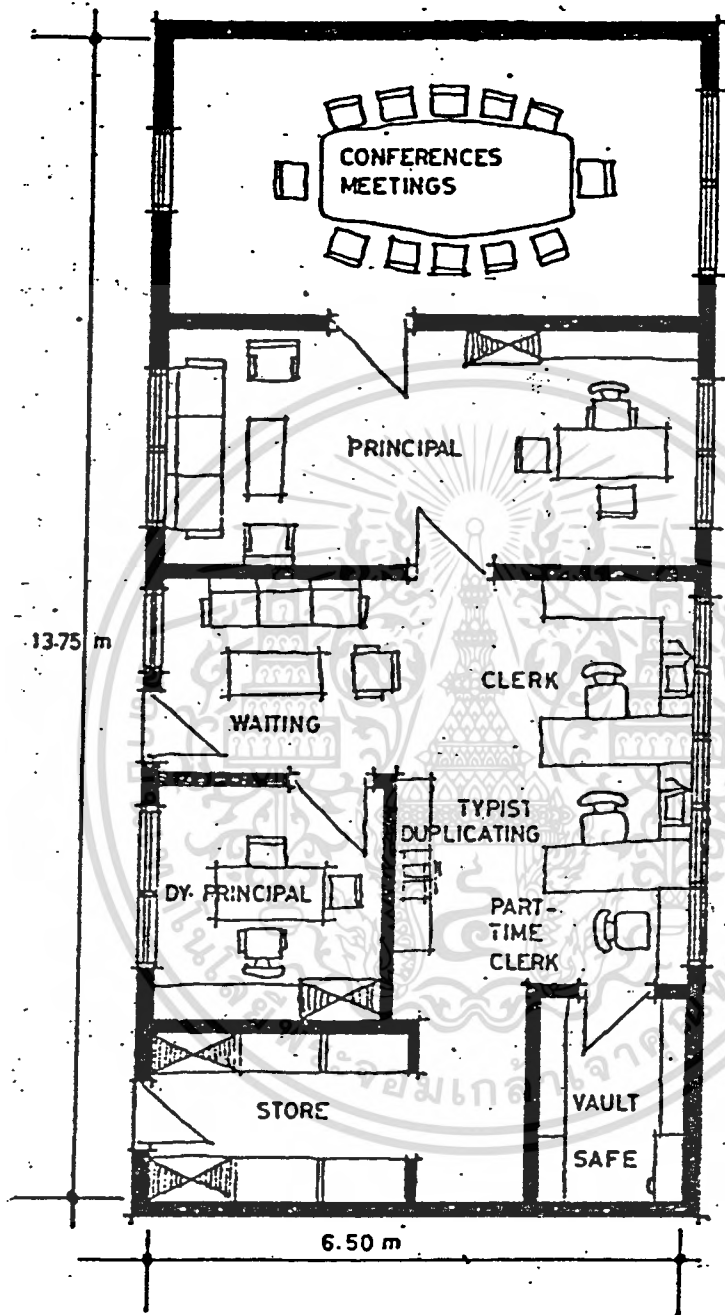 CONFERENCES
MEETINGS
PRINCIPAL
13.75 m
CLERK
WAITING
TYPIST
DUPLICATING
DY. PRINCIPAL
PART-
TIME
CLERK
STORE
VAULT
SAFE
6.50 m